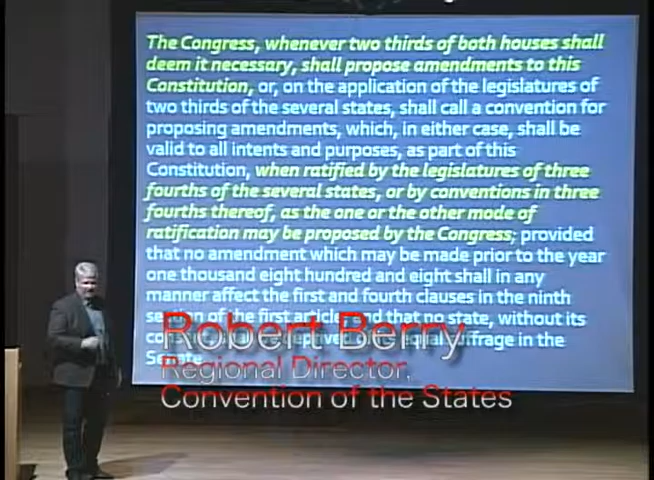 The Congress, whenever two thirds of both houses shall
deem it necessary, shall propose amendments to this
Constitution, or, on the application of the legislatures of
two thirds of the several states, shall call a convention for
proposing amendments, which, in either case, shall be
valid to all intents and purposes, as part of this
Constitution, when ratified by the legislatures of three
fourths of the several states, or by conventions in three
fourths thereof, as the one or the other mode of
ratification may be proposed by the Congress; provided
that no amendment which may be made prior to the year
one thousand eight hundred and eight shall in any
manner affect the first and fourth clauses in the ninth
section of the first article; and that no state, without its
suffrage in the
Senate.
Robert Berry
Regional Director,
Convention of the States